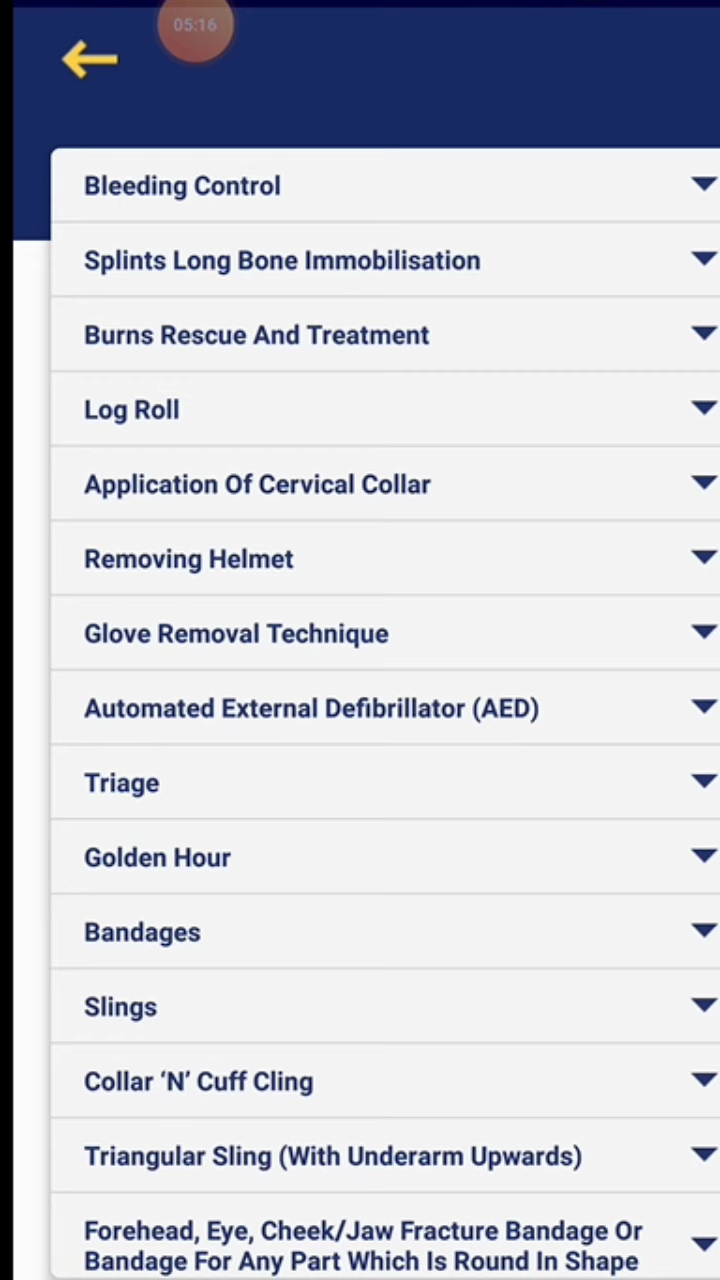 05:16
Bleeding Control
Splints Long Bone Immobilisation
Burns Rescue And Treatment
Log Roll
Application Of Cervical Collar
Removing Helmet
Glove Removal Technique
Automated External Defibrillator (AED)
Triage
Golden Hour
Bandages
Slings
Collar ‘N’ Cuff Cling
Triangular Sling (With Underarm Upwards)
Forehead, Eye, Cheek/Jaw Fracture Bandage Or
Bandage For Any Part Which Is Round In Shape